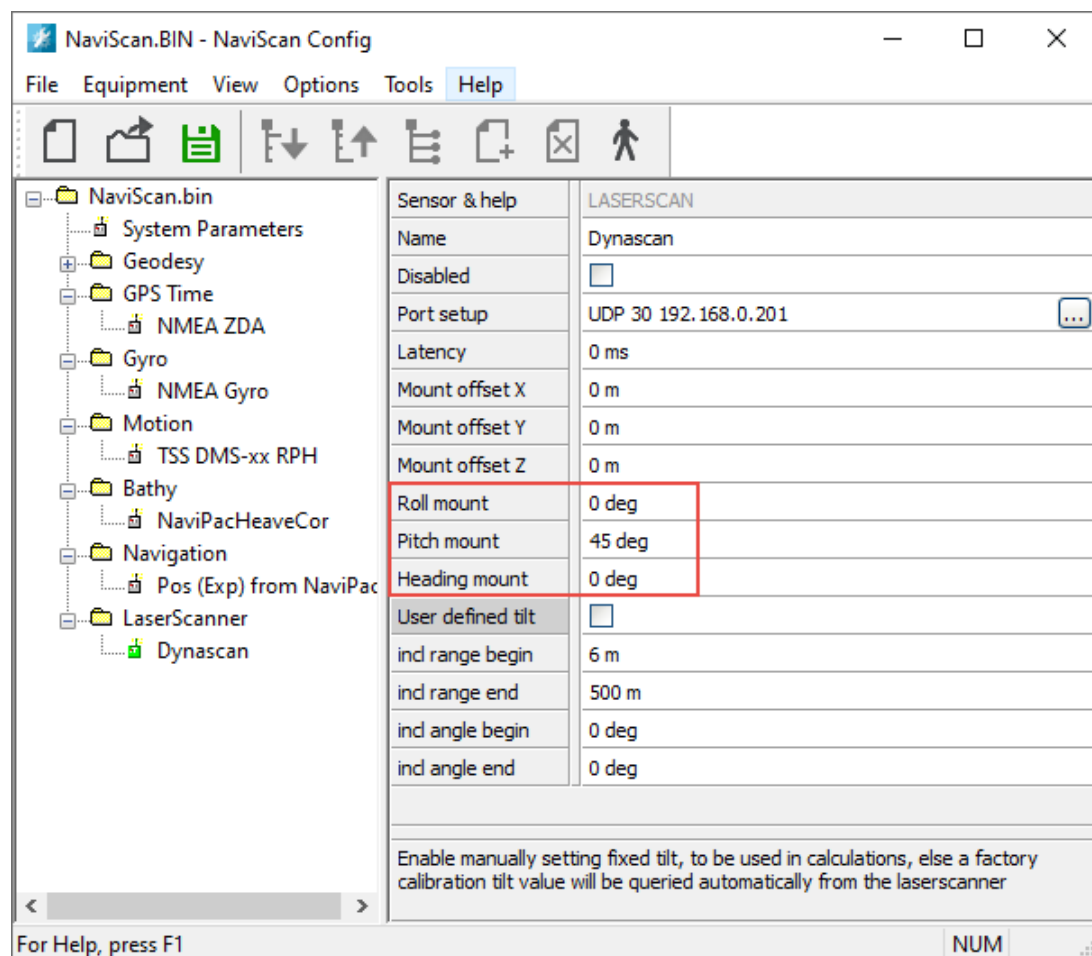 NaviScan.BIN - NaviScan Config
File Equipment View Options Tools Help
NaviScan.bin
System Parameters
Geodesy
GPS Time
NMEA ZDA
Gyro
NMEA Gyro
Motion
TSS DMS-xx RPH
Bathy
NaviPacHeaveCor
Navigation
Pos (Exp) from NaviPac
LaserScanner
Dynascan
Sensor & help LASERSCAN
Name Dynascan
Disabled
Port setup UDP 30 192.168.0.201 ...
Latency 0 ms
Mount offset X 0 m
Mount offset Y 0 m
Mount offset Z 0 m
Roll mount 0 deg
Pitch mount 45 deg
Heading mount 0 deg
User defined tilt
incl range begin 6 m
incl range end 500 m
incl angle begin 0 deg
incl angle end 0 deg
Enable manually setting fixed tilt, to be used in calculations, else a factory
calibration tilt value will be queried automatically from the laserscanner
For Help, press F1 NUM